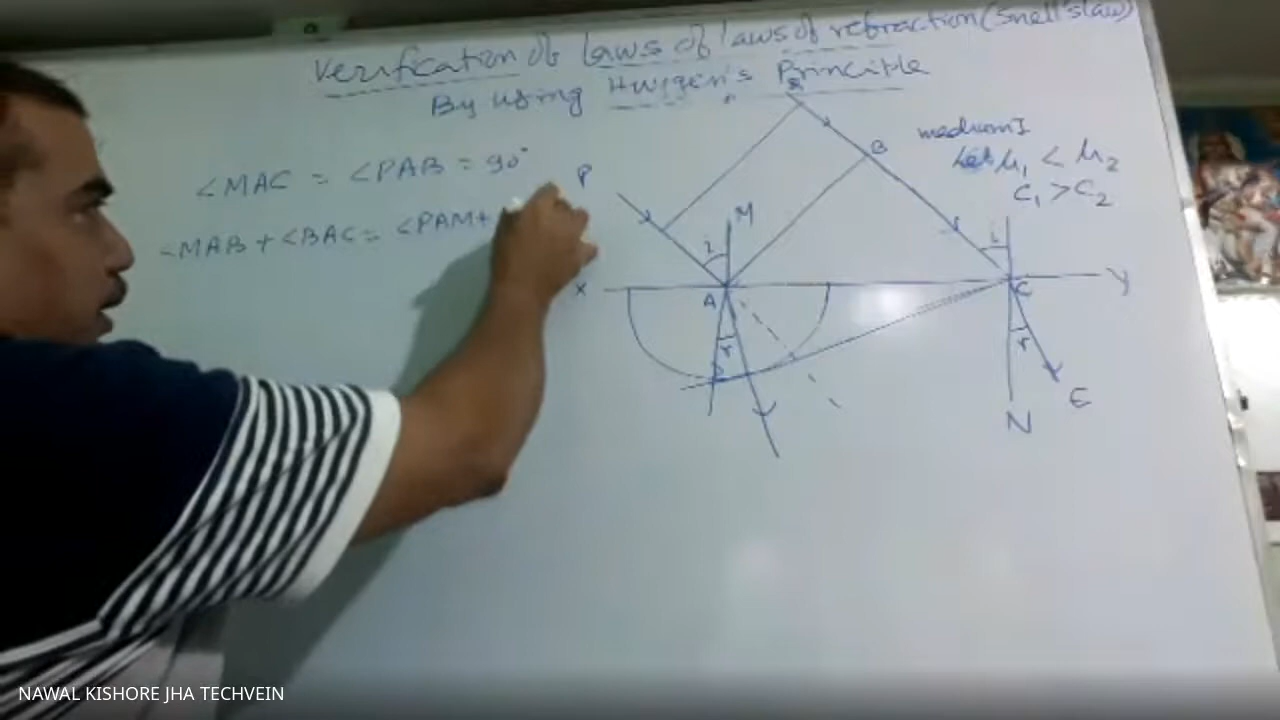 Verification of Laws of laws of refraction (Snell's law)
By using Huygen's Principle
∠MAC = ∠PAB = 90°
∠MAB + ∠BAC = ∠PAM +
medium I
Let μ1 < μ2
C1 > C2
P
B
M
i
i
X
A
C
Y
r
r
D
E
N
NAWAL KISHORE JHA TECHVEIN